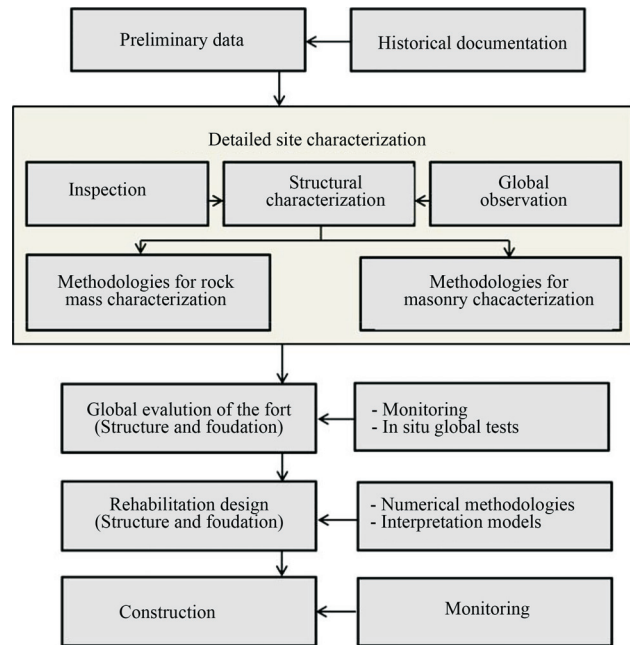 Preliminary data
Historical documentation
Detailed site characterization
Inspection
Structural
characterization
Global
observation
Methodologies for rock
mass characterization
Methodologies for
masonry chacacterization
Global evalution of the fort
(Structure and foudation)
- Monitoring
- In situ global tests
Rehabilitation design
(Structure and foudation)
- Numerical methodologies
- Interpretation models
Construction
Monitoring